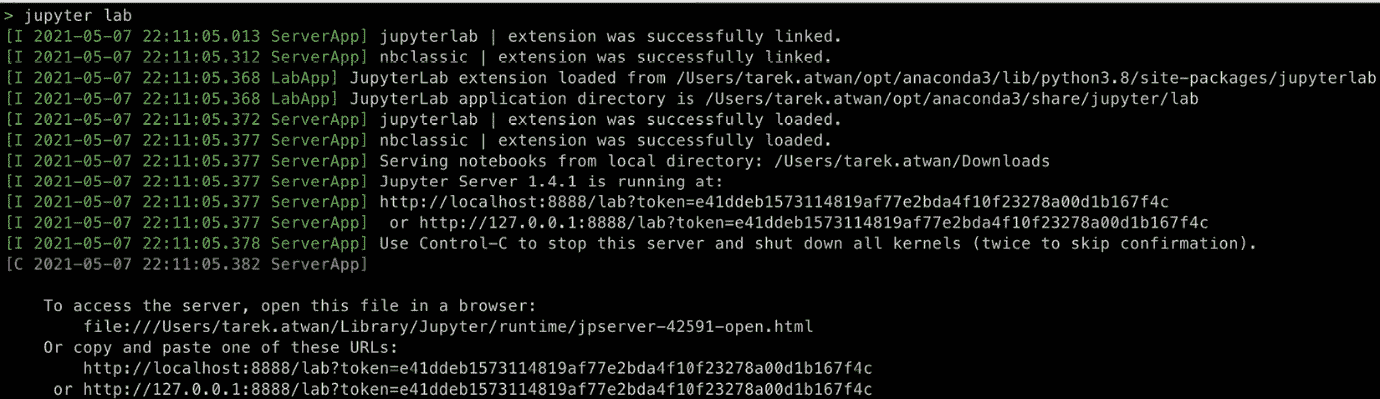 > jupyter lab
[I 2021-05-07 22:11:05.013 ServerApp] jupyterlab | extension was successfully linked.
[I 2021-05-07 22:11:05.312 ServerApp] nbclassic | extension was successfully linked.
[I 2021-05-07 22:11:05.368 LabApp] JupyterLab extension loaded from /Users/tarek.atwan/opt/anaconda3/lib/python3.8/site-packages/jupyterlab
[I 2021-05-07 22:11:05.368 LabApp] JupyterLab application directory is /Users/tarek.atwan/opt/anaconda3/share/jupyter/lab
[I 2021-05-07 22:11:05.372 ServerApp] jupyterlab | extension was successfully loaded.
[I 2021-05-07 22:11:05.377 ServerApp] nbclassic | extension was successfully loaded.
[I 2021-05-07 22:11:05.377 ServerApp] Serving notebooks from local directory: /Users/tarek.atwan/Downloads
[I 2021-05-07 22:11:05.377 ServerApp] Jupyter Server 1.4.1 is running at:
[I 2021-05-07 22:11:05.377 ServerApp] http://localhost:8888/lab?token=e41ddeb1573114819af77e2bda4f10f23278a00d1b167f4c
[I 2021-05-07 22:11:05.377 ServerApp]  or http://127.0.0.1:8888/lab?token=e41ddeb1573114819af77e2bda4f10f23278a00d1b167f4c
[I 2021-05-07 22:11:05.378 ServerApp] Use Control-C to stop this server and shut down all kernels (twice to skip confirmation).
[C 2021-05-07 22:11:05.382 ServerApp]
To access the server, open this file in a browser:
file:///Users/tarek.atwan/Library/Jupyter/runtime/jpserver-42591-open.html
Or copy and paste one of these URLs:
http://localhost:8888/lab?token=e41ddeb1573114819af77e2bda4f10f23278a00d1b167f4c
or http://127.0.0.1:8888/lab?token=e41ddeb1573114819af77e2bda4f10f23278a00d1b167f4c